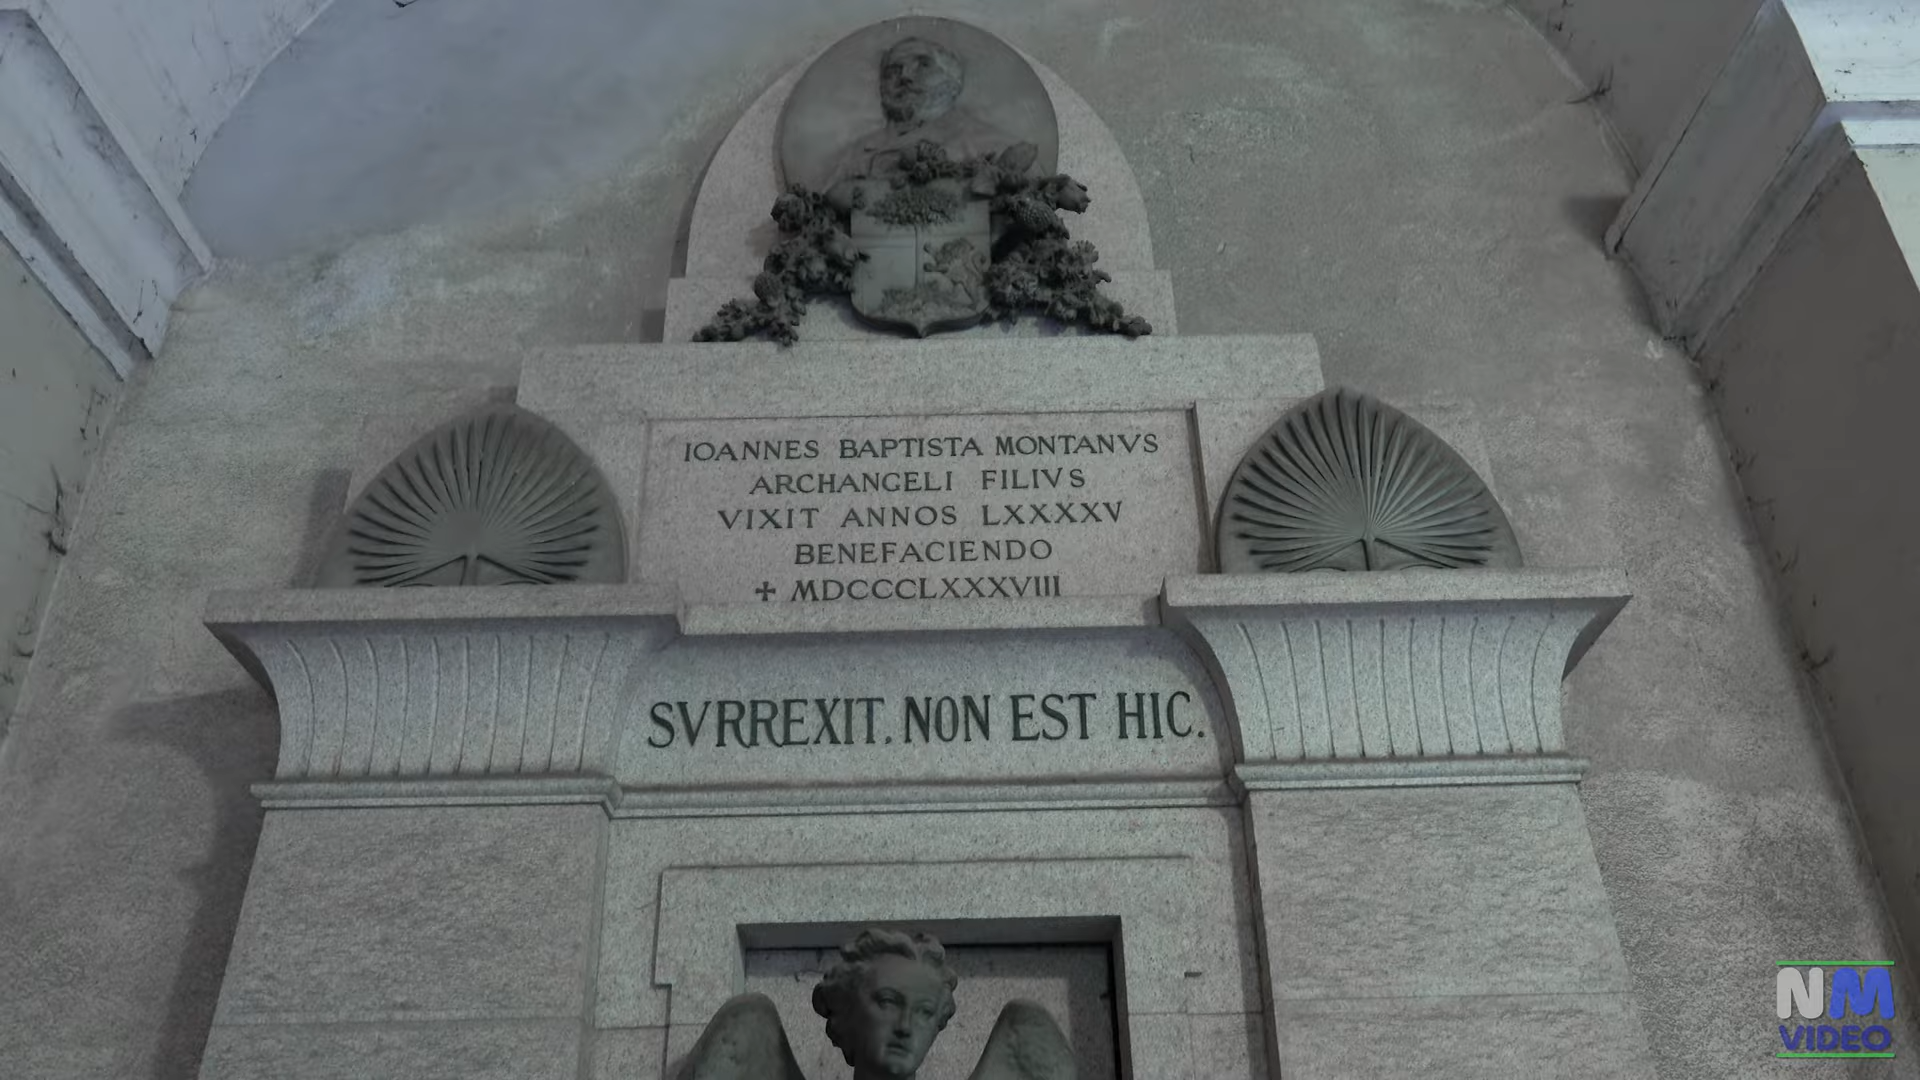 IOANNES BAPTISTA MONTANVS
ARCHANGELI FILIVS
VIXIT ANNOS LXXXXV
BENEFACIENDO
+ MDCCCLXXXVIII
SVRREXIT. NON EST HIC.
NM
VIDEO